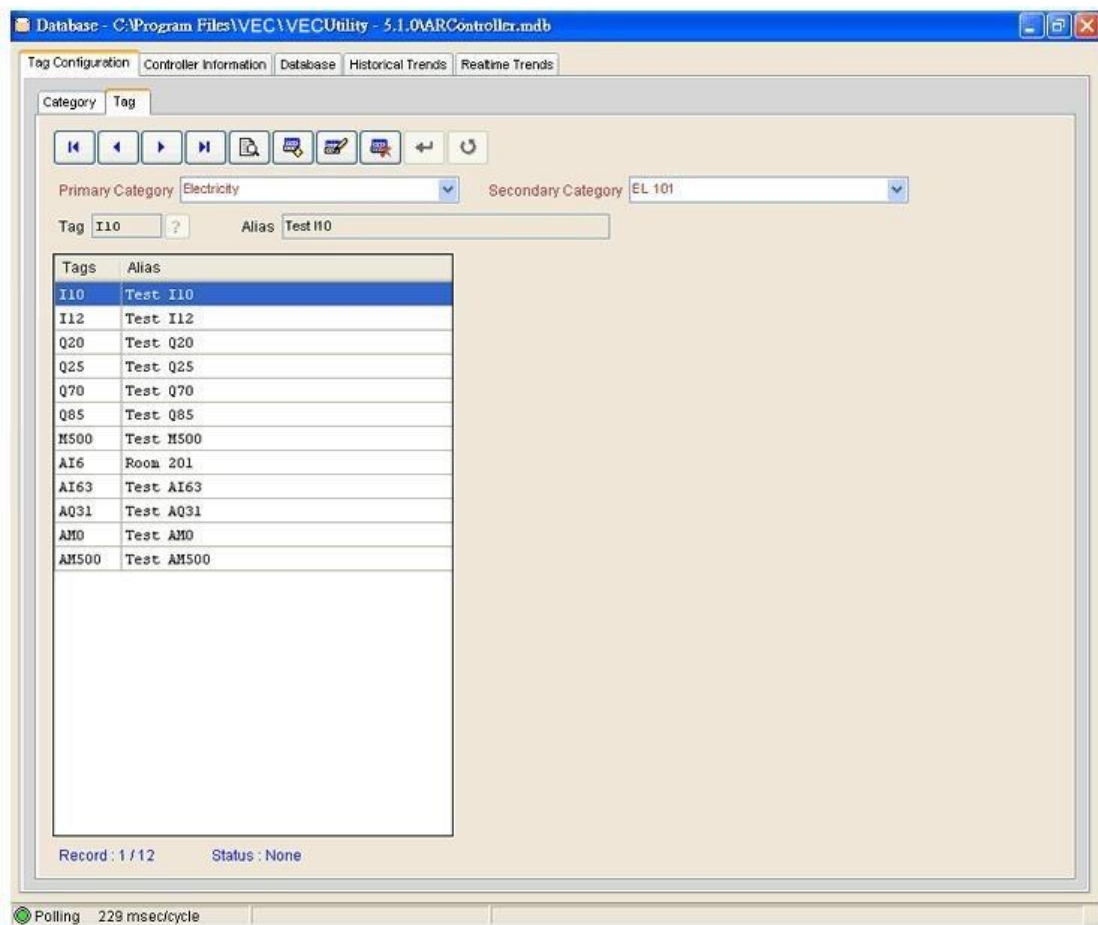 Database - C:\Program Files\VEC\VECUtility - 5.1.0\ARController.mdb
Tag Configuration Controller Information Database Historical Trends Realtime Trends
Category Tag
Primary Category Electricity Secondary Category EL 101
Tag I10 ? Alias Test I10
Tags Alias
I10 Test I10
I12 Test I12
Q20 Test Q20
Q25 Test Q25
Q70 Test Q70
Q85 Test Q85
M500 Test M500
AI6 Room 201
AI63 Test AI63
AQ31 Test AQ31
AM0 Test AM0
AM500 Test AM500
Record : 1 / 12 Status : None
Polling 229 msec/cycle